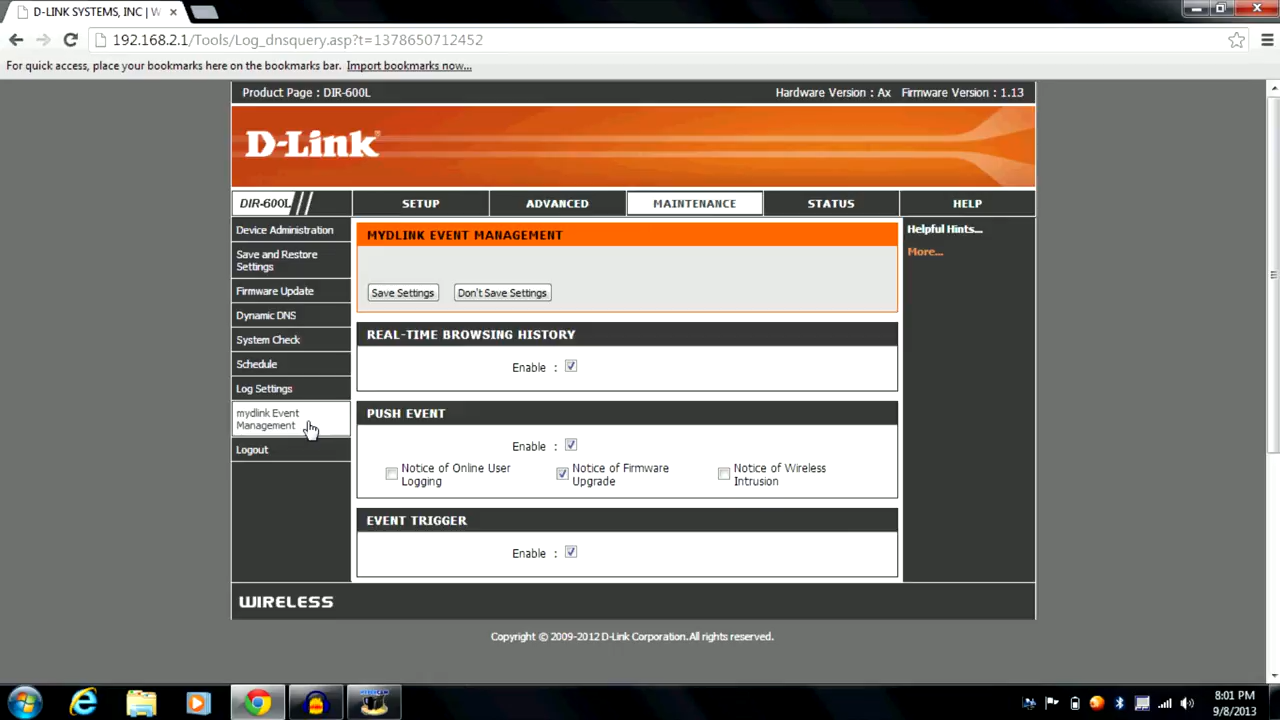 D-LINK SYSTEMS, INC | W
192.168.2.1/Tools/Log_dnsquery.asp?t=1378650712452
For quick access, place your bookmarks here on the bookmarks bar. Import bookmarks now...
Product Page : DIR-600L
Hardware Version : Ax Firmware Version : 1.13
D-Link
DIR-600L
SETUP
ADVANCED
MAINTENANCE
STATUS
HELP
Device Administration
Save and Restore
Settings
Firmware Update
Dynamic DNS
System Check
Schedule
Log Settings
mydlink Event
Management
Logout
MYDLINK EVENT MANAGEMENT
Save Settings
Don't Save Settings
REAL-TIME BROWSING HISTORY
Enable :
PUSH EVENT
Enable :
Notice of Online User
Logging
Notice of Firmware
Upgrade
Notice of Wireless
Intrusion
EVENT TRIGGER
Enable :
Helpful Hints...
More...
WIRELESS
Copyright © 2009-2012 D-Link Corporation.All rights reserved.
8:01 PM
9/8/2013